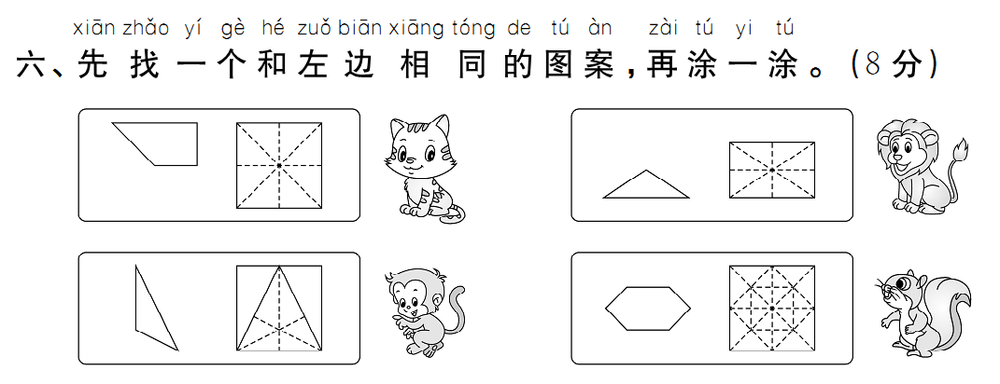 xiān zhǎo yí gè hé zuǒ biān xiāng tóng de tú àn zài tú yi tú
六、先找一个和左边相同的图案,再涂一涂。(8分)